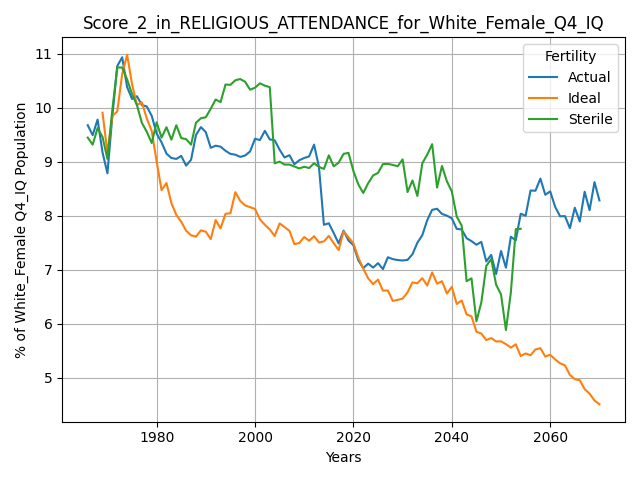 Score_2_in_RELIGIOUS_ATTENDANCE_for_White_Female_Q4_IQ
Fertility
Actual
Ideal
Sterile
% of White_Female Q4_IQ Population
11
10
9
8
7
6
5
1980
2000
2020
2040
2060
Years